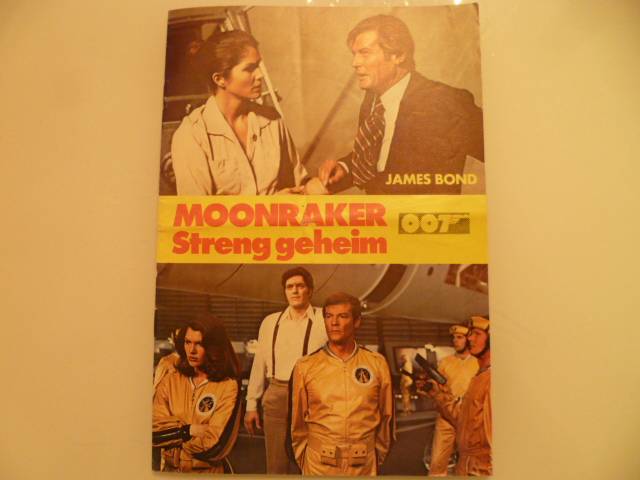 JAMES BOND
MOONRAKER
007
Streng geheim